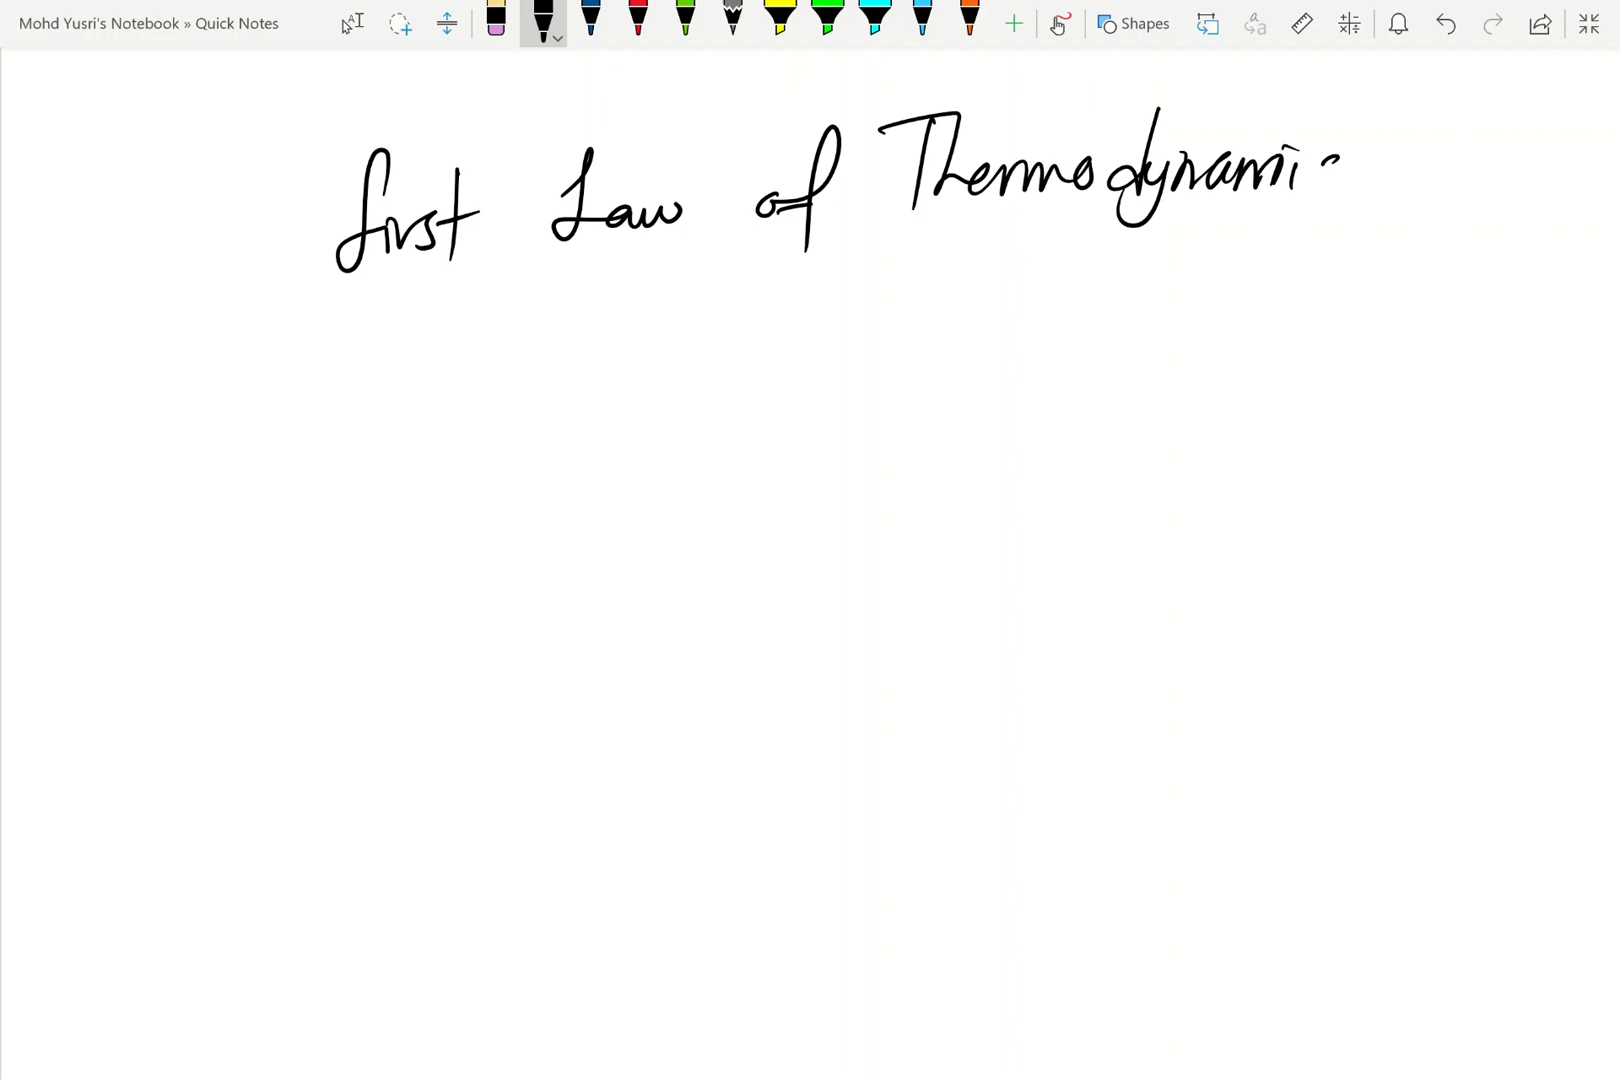 Mohd Yusri's Notebook » Quick Notes
Shapes
First Law of Thermodynami